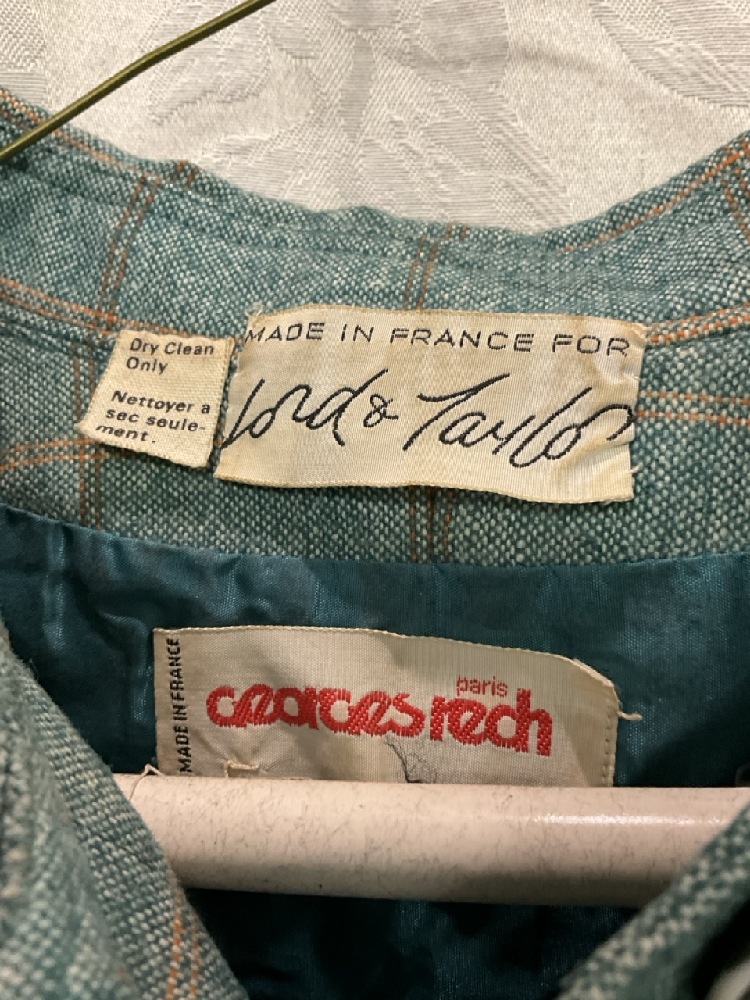 MADE IN FRANCE FOR
Lord & Taylor
Dry Clean
Only
Nettoyer a
sec seule-
ment.
MADE IN FRANCE
paris
georges rech